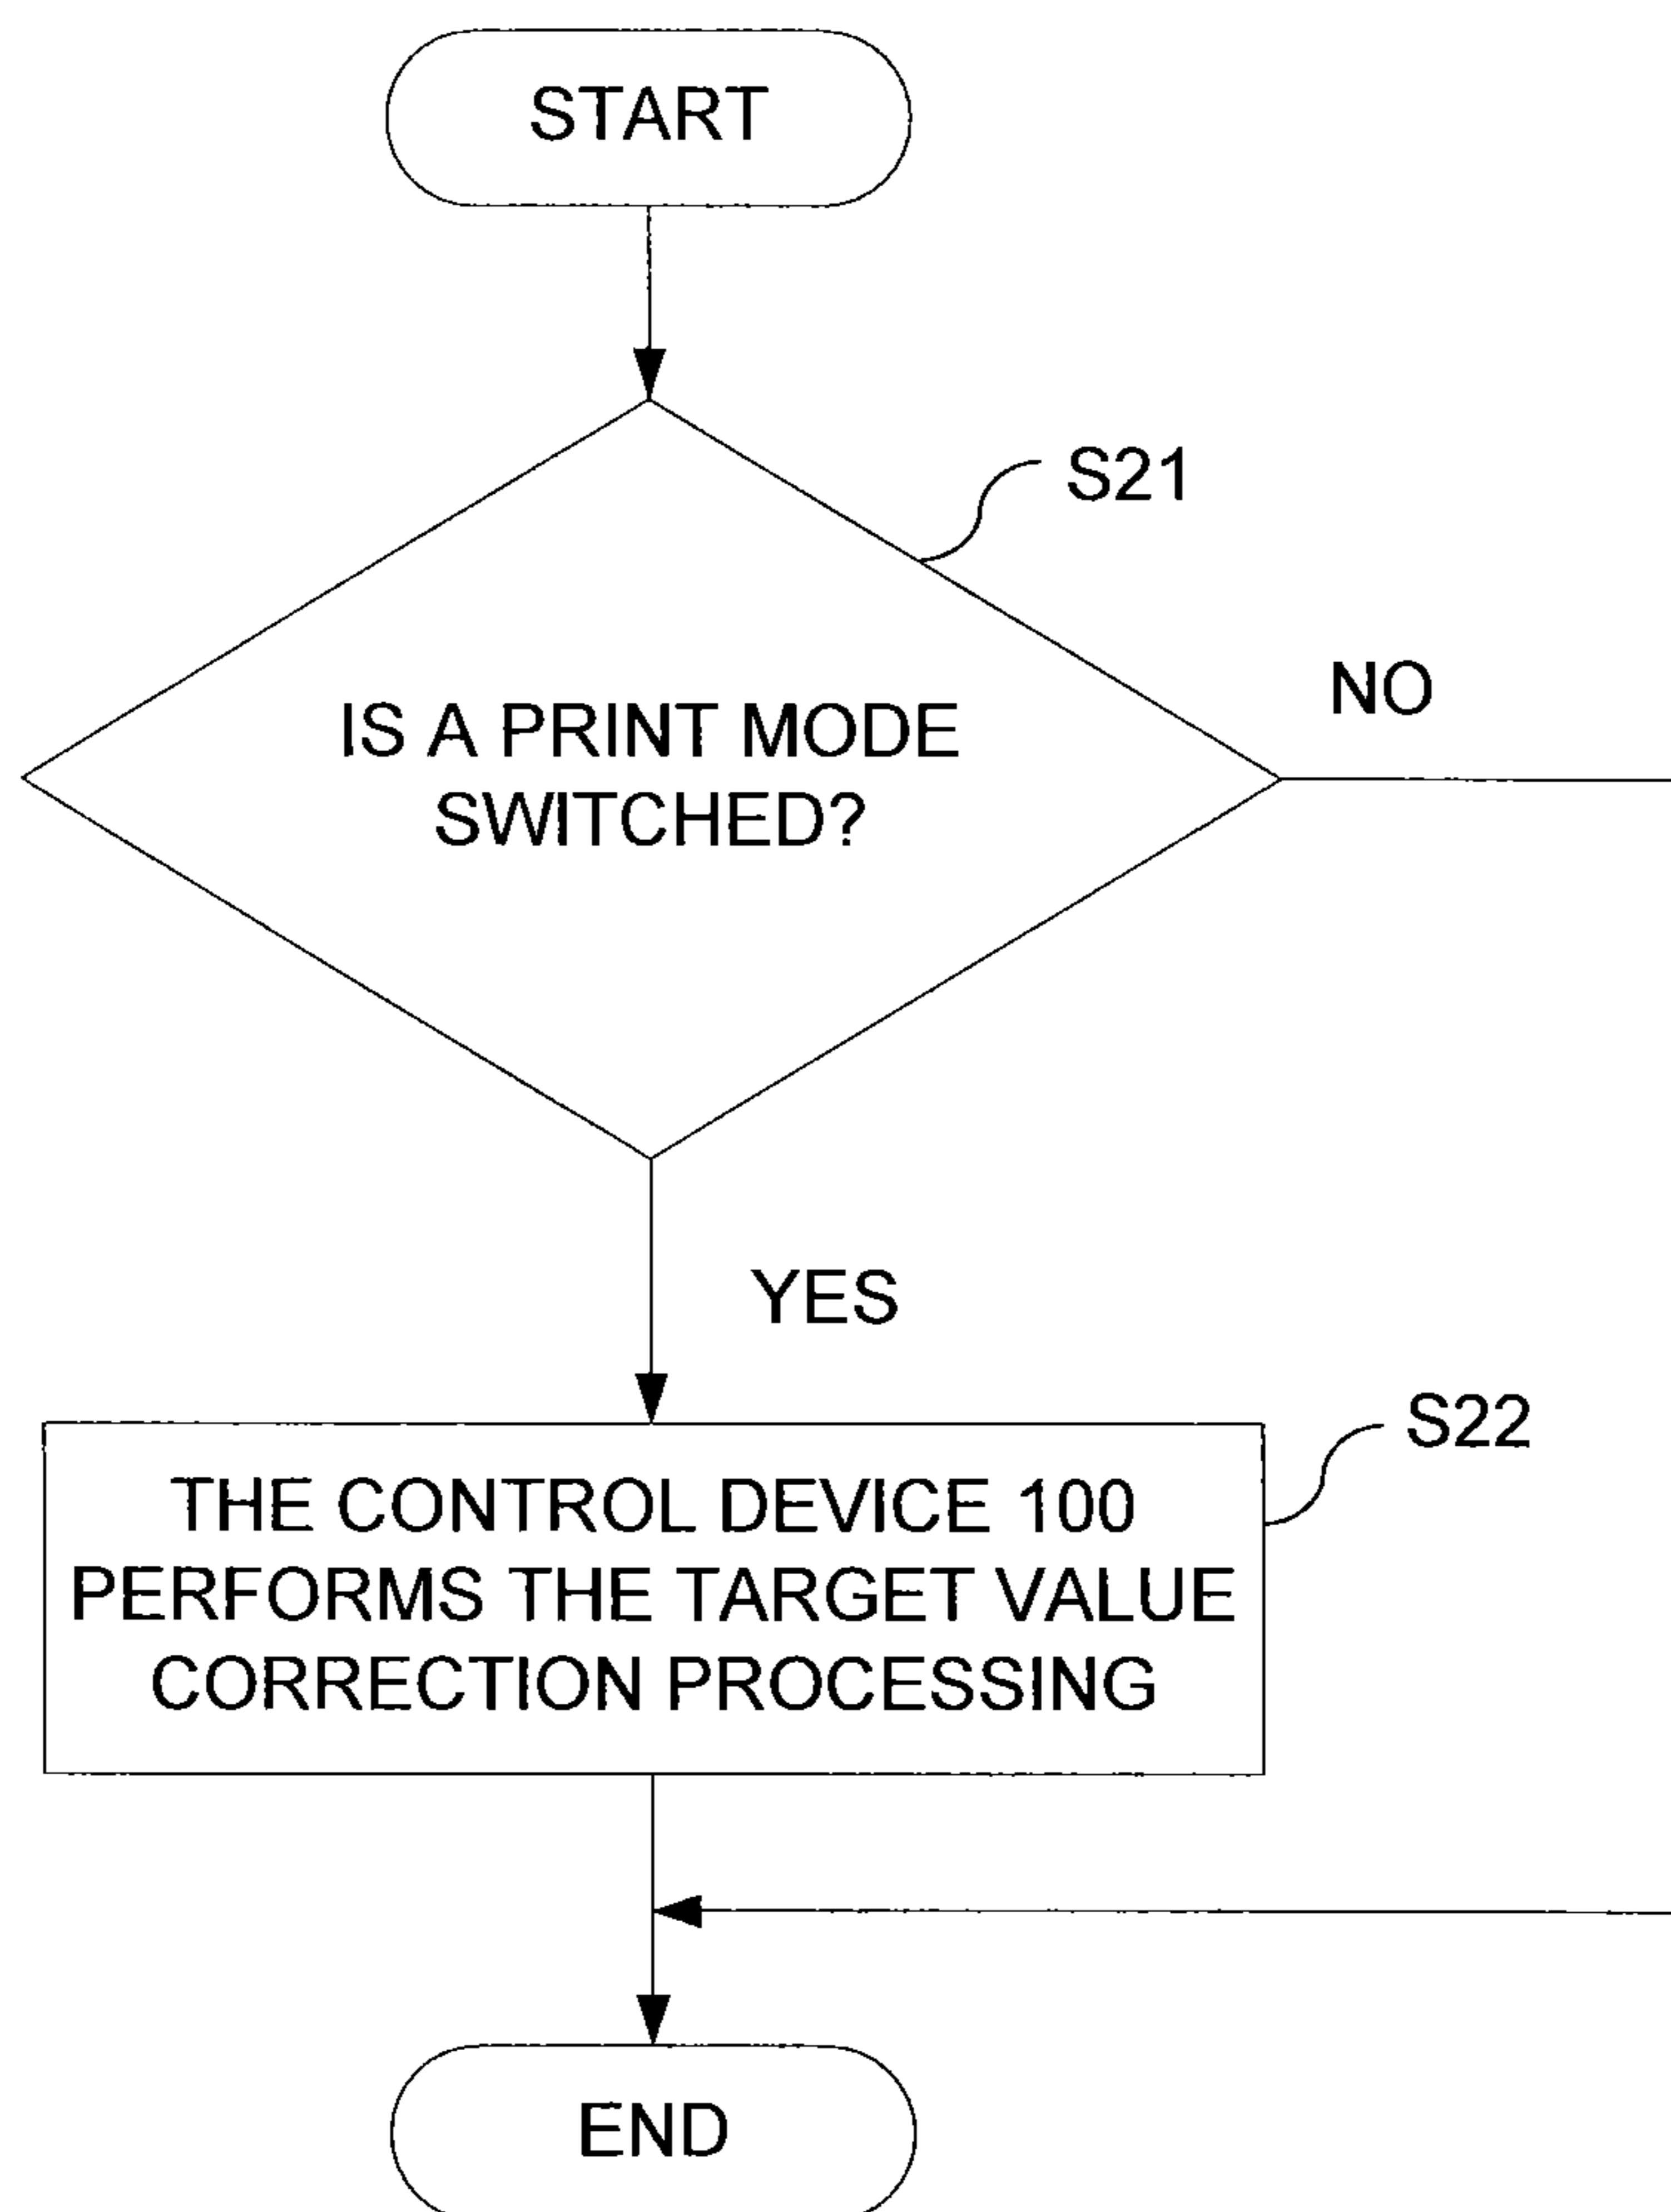 START
S21
IS A PRINT MODE
SWITCHED?
NO
YES
S22
THE CONTROL DEVICE 100
PERFORMS THE TARGET VALUE
CORRECTION PROCESSING
END